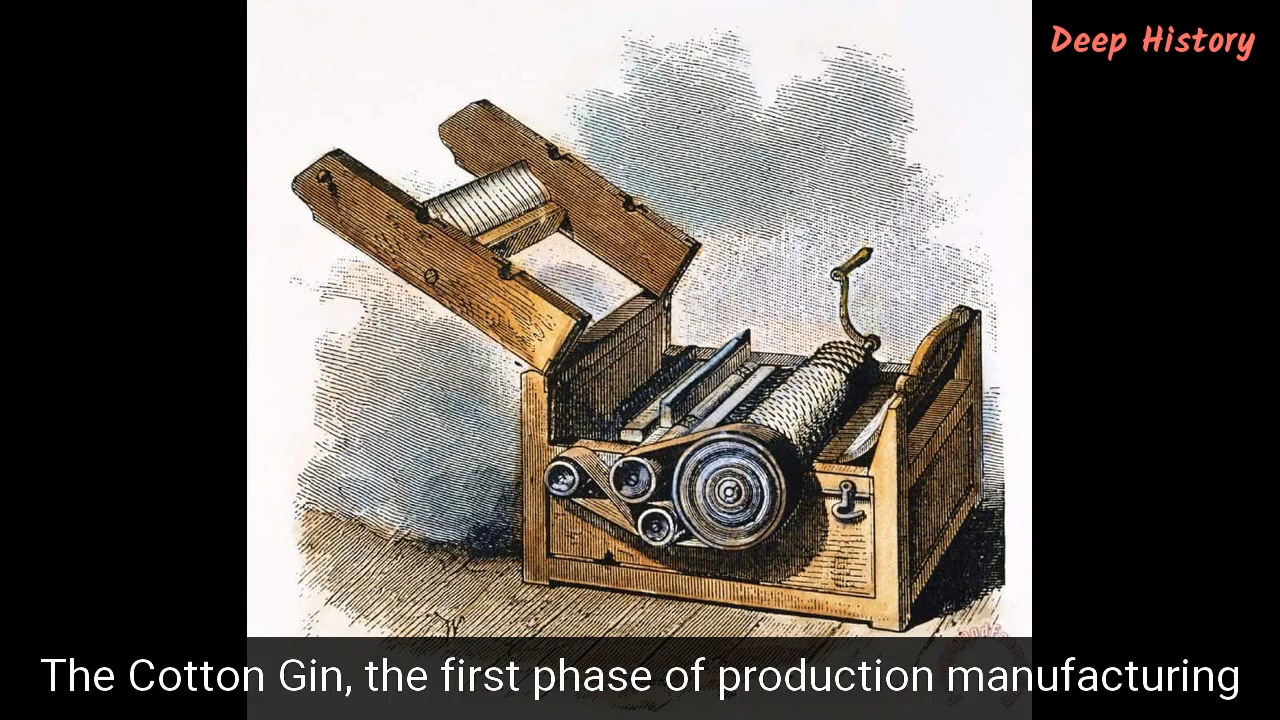 Deep History
The Cotton Gin, the first phase of production manufacturing